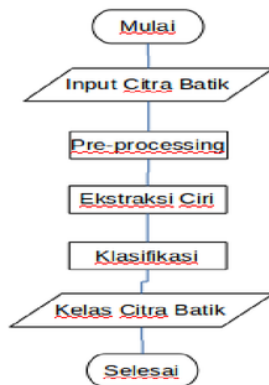 Mulai
Input Citra Batik
Pre-processing
Ekstraksi Ciri
Klasifikasi
Kelas Citra Batik
Selesai